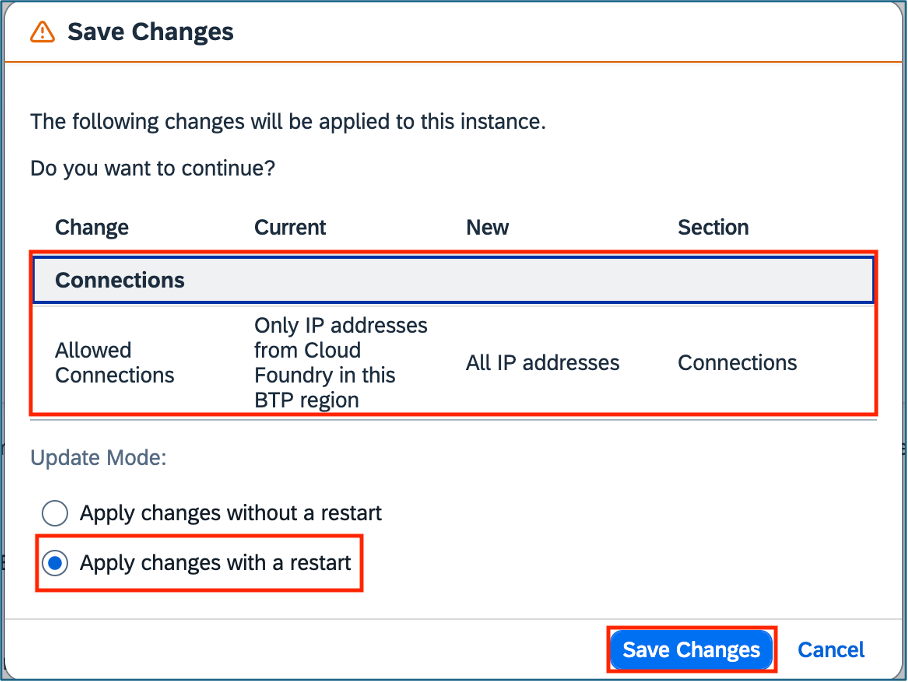 Save Changes
The following changes will be applied to this instance.
Do you want to continue?
Change Current New Section
Connections
Allowed Connections
Only IP addresses from Cloud Foundry in this BTP region
All IP addresses
Connections
Update Mode:
Apply changes without a restart
Apply changes with a restart
Save Changes Cancel